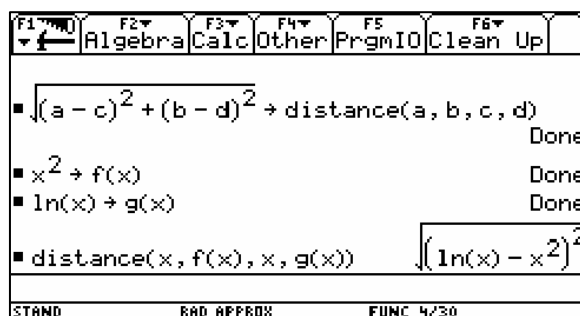 F1 F2 F3 F4 F5 F6
Algebra Calc Other PrgmIO Clean Up
√(a - c)² + (b - d)² → distance(a, b, c, d)
Done
x² → f(x) Done
ln(x) → g(x) Done
distance(x, f(x), x, g(x)) √(ln(x) - x²)²
STAND RAD APPROX FUNC 4/30